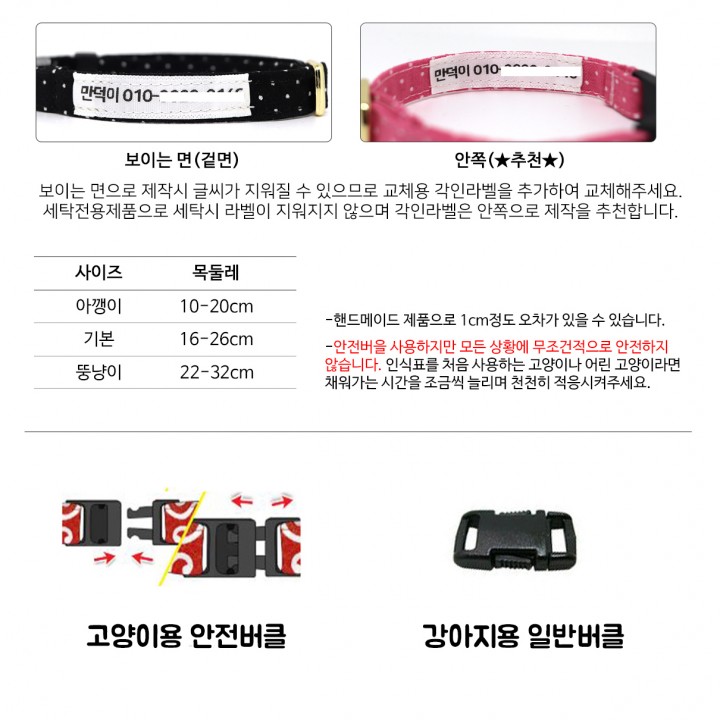 만덕이 010-
만덕이 010
보이는 면(겉면)
안쪽(★추천★)
보이는 면으로 제작시 글씨가 지워질 수 있으므로 교체용 각인라벨을 추가하여 교체해주세요.
세탁전용제품으로 세탁시 라벨이 지워지지 않으며 각인라벨은 안쪽으로 제작을 추천합니다.
사이즈 목둘레
아깽이 10-20cm
기본 16-26cm
뚱냥이 22-32cm
-핸드메이드 제품으로 1cm정도 오차가 있을 수 있습니다.
-안전버을 사용하지만 모든 상황에 무조건적으로 안전하지
않습니다. 인식표를 처음 사용하는 고양이나 어린 고양이라면
채워가는 시간을 조금씩 늘리며 천천히 적응시켜주세요.
고양이용 안전버클
강아지용 일반버클